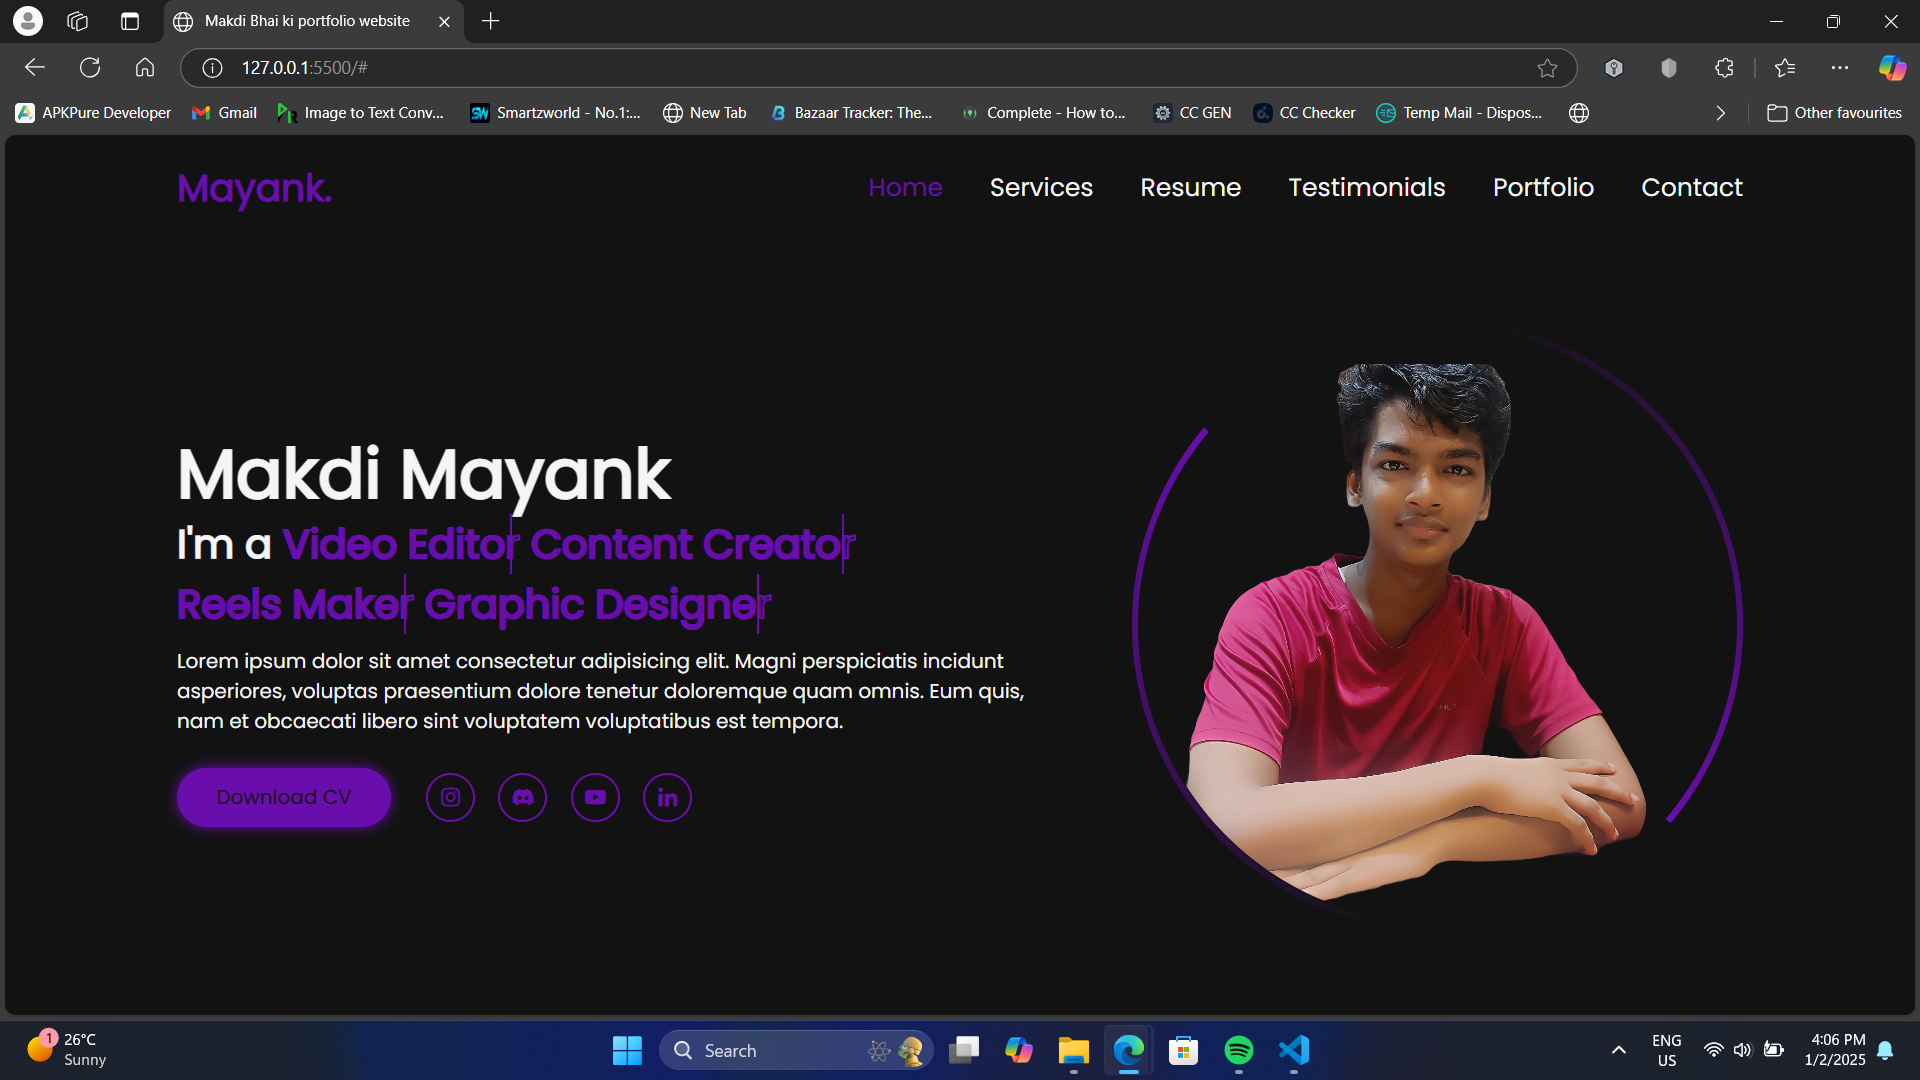 Makdi Bhai ki portfolio website
127.0.0.1:5500/#
APKPure Developer Gmail Image to Text Conv... Smartzworld - No.1:... New Tab Bazaar Tracker: The... Complete - How to... CC GEN CC Checker Temp Mail - Dispos... Other favourites
Mayank. Home Services Resume Testimonials Portfolio Contact
Makdi Mayank
I'm a Video Editor Content Creator
Reels Maker Graphic Designer
Lorem ipsum dolor sit amet consectetur adipisicing elit. Magni perspiciatis incidunt
asperiores, voluptas praesentium dolore tenetur doloremque quam omnis. Eum quis,
nam et obcaecati libero sint voluptatem voluptatibus est tempora.
Download CV
1 26°C
Sunny
Search
ENG
US
4:06 PM
1/2/2025